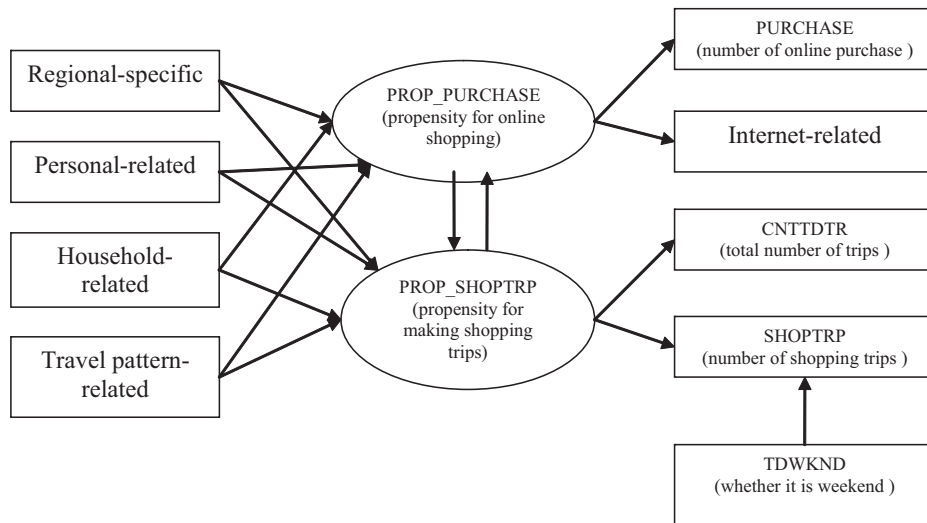 Regional-specific
Personal-related
Household-
related
Travel pattern-
related
PROP_PURCHASE
(propensity for online
shopping)
PROP_SHOPTRP
(propensity for
making shopping
trips)
PURCHASE
(number of online purchase )
Internet-related
CNTTDTR
(total number of trips )
SHOPTRP
(number of shopping trips )
TDWKND
(whether it is weekend )